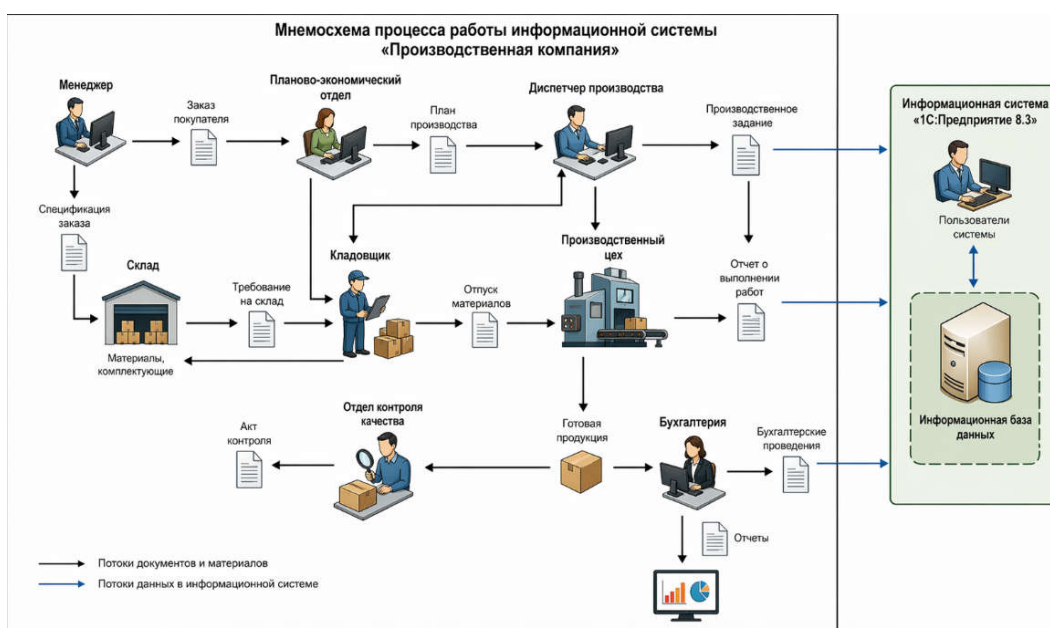 Мнемосхема процесса работы информационной системы
«Производственная компания»
Менеджер
Заказ
покупателя
Планово-экономический
отдел
План
производства
Диспетчер производства
Производственное
задание
Информационная система
«1С:Предприятие 8.3»
Пользователи
системы
Спецификация
заказа
Склад
Требование
на склад
Кладовщик
Отпуск
материалов
Производственный
цех
Отчет о
выполнении
работ
Материалы,
комплектующие
Информационная база
данных
Акт
контроля
Отдел контроля
качества
Готовая
продукция
Бухгалтерия
Бухгалтерские
проведения
Отчеты
Потоки документов и материалов
Потоки данных в информационной системе